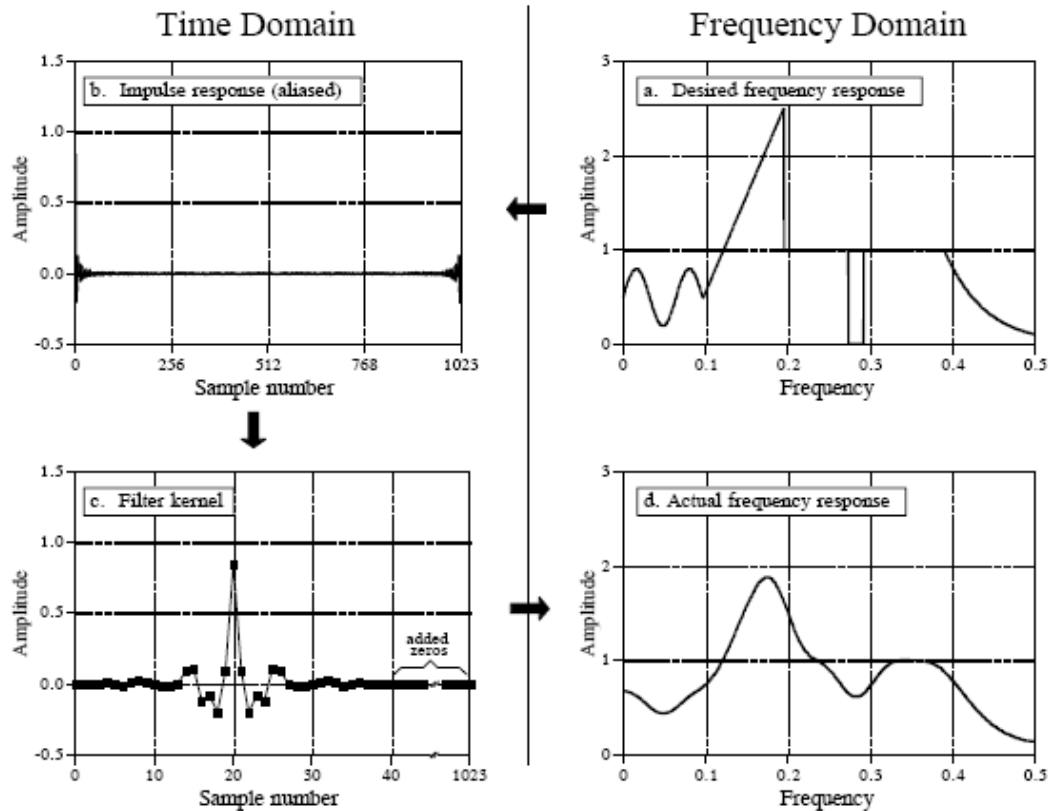 Time Domain
Frequency Domain
b. Impulse response (aliased)
Amplitude
1.5
1.0
0.5
0.0
-0.5
0 256 512 768 1023
Sample number
a. Desired frequency response
Amplitude
3
2
1
0
0 0.1 0.2 0.3 0.4 0.5
Frequency
c. Filter kernel
Amplitude
1.5
1.0
0.5
0.0
-0.5
added
zeros
0 10 20 30 40 1023
Sample number
d. Actual frequency response
Amplitude
3
2
1
0
0 0.1 0.2 0.3 0.4 0.5
Frequency